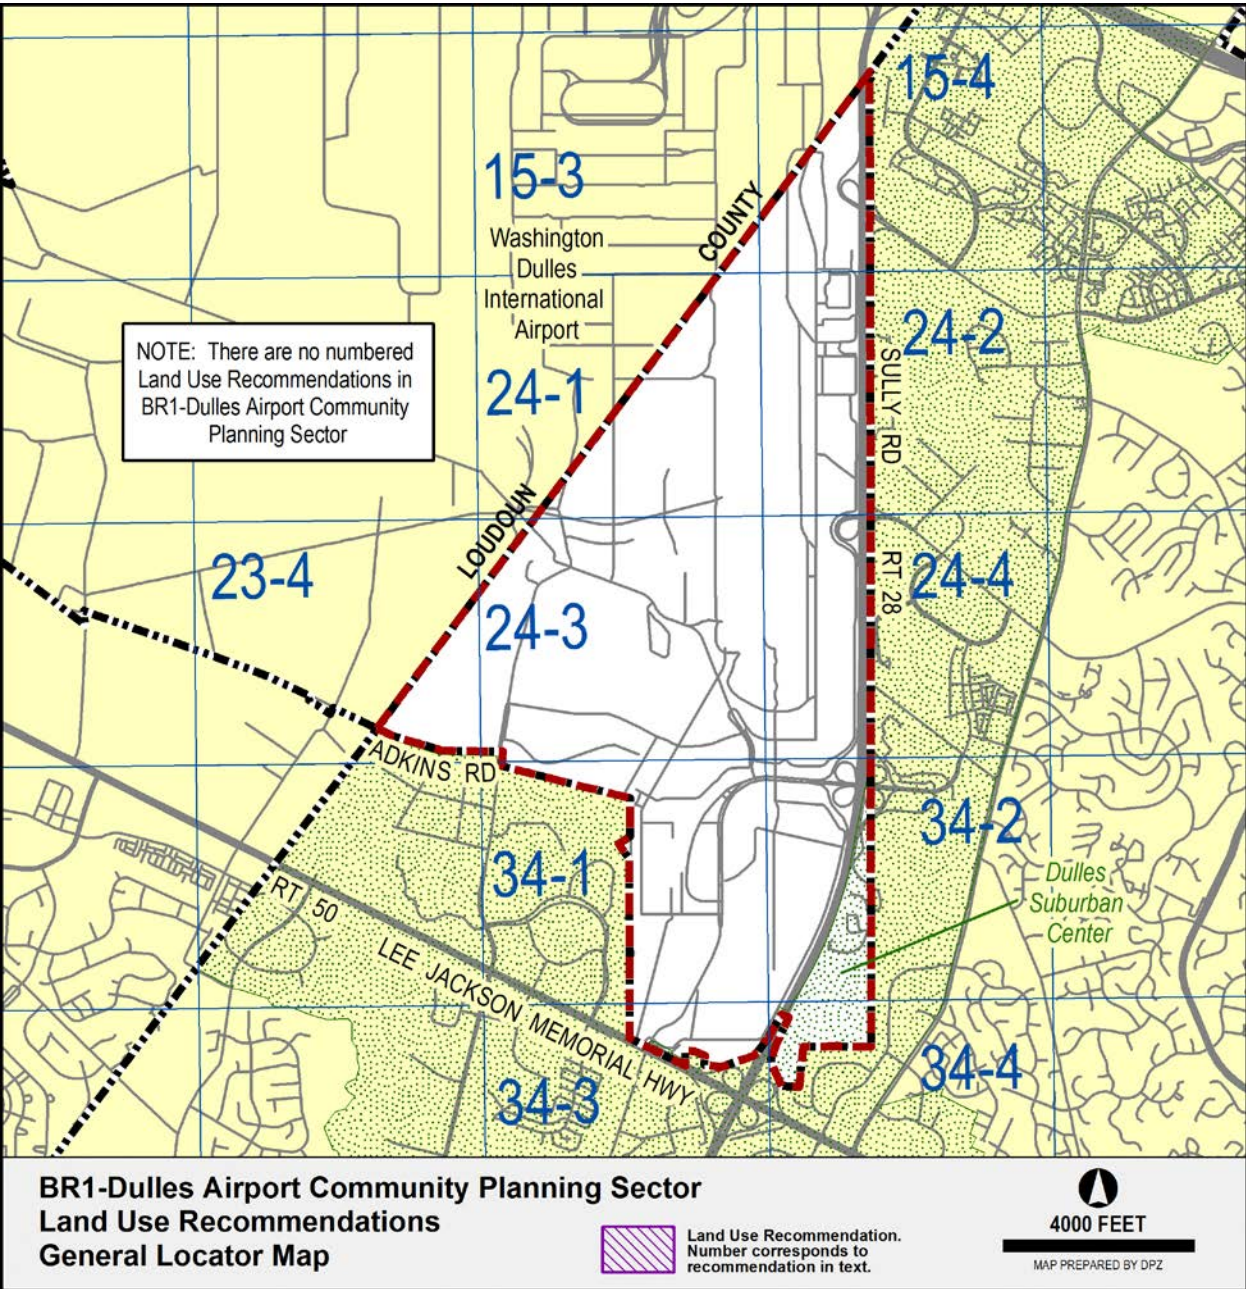 15-4
15-3
Washington
Dulles
International
Airport
COUNTY
24-2
NOTE: There are no numbered
Land Use Recommendations in
BR1-Dulles Airport Community
Planning Sector
24-1
SULLY RD
LOUDOUN
23-4
RT 28
24-4
24-3
ADKINS RD
34-2
34-1
Dulles
Suburban
Center
RT 50
LEE JACKSON MEMORIAL HWY
34-4
34-3
BR1-Dulles Airport Community Planning Sector
Land Use Recommendations
General Locator Map
Land Use Recommendation.
Number corresponds to
recommendation in text.
4000 FEET
MAP PREPARED BY DPZ